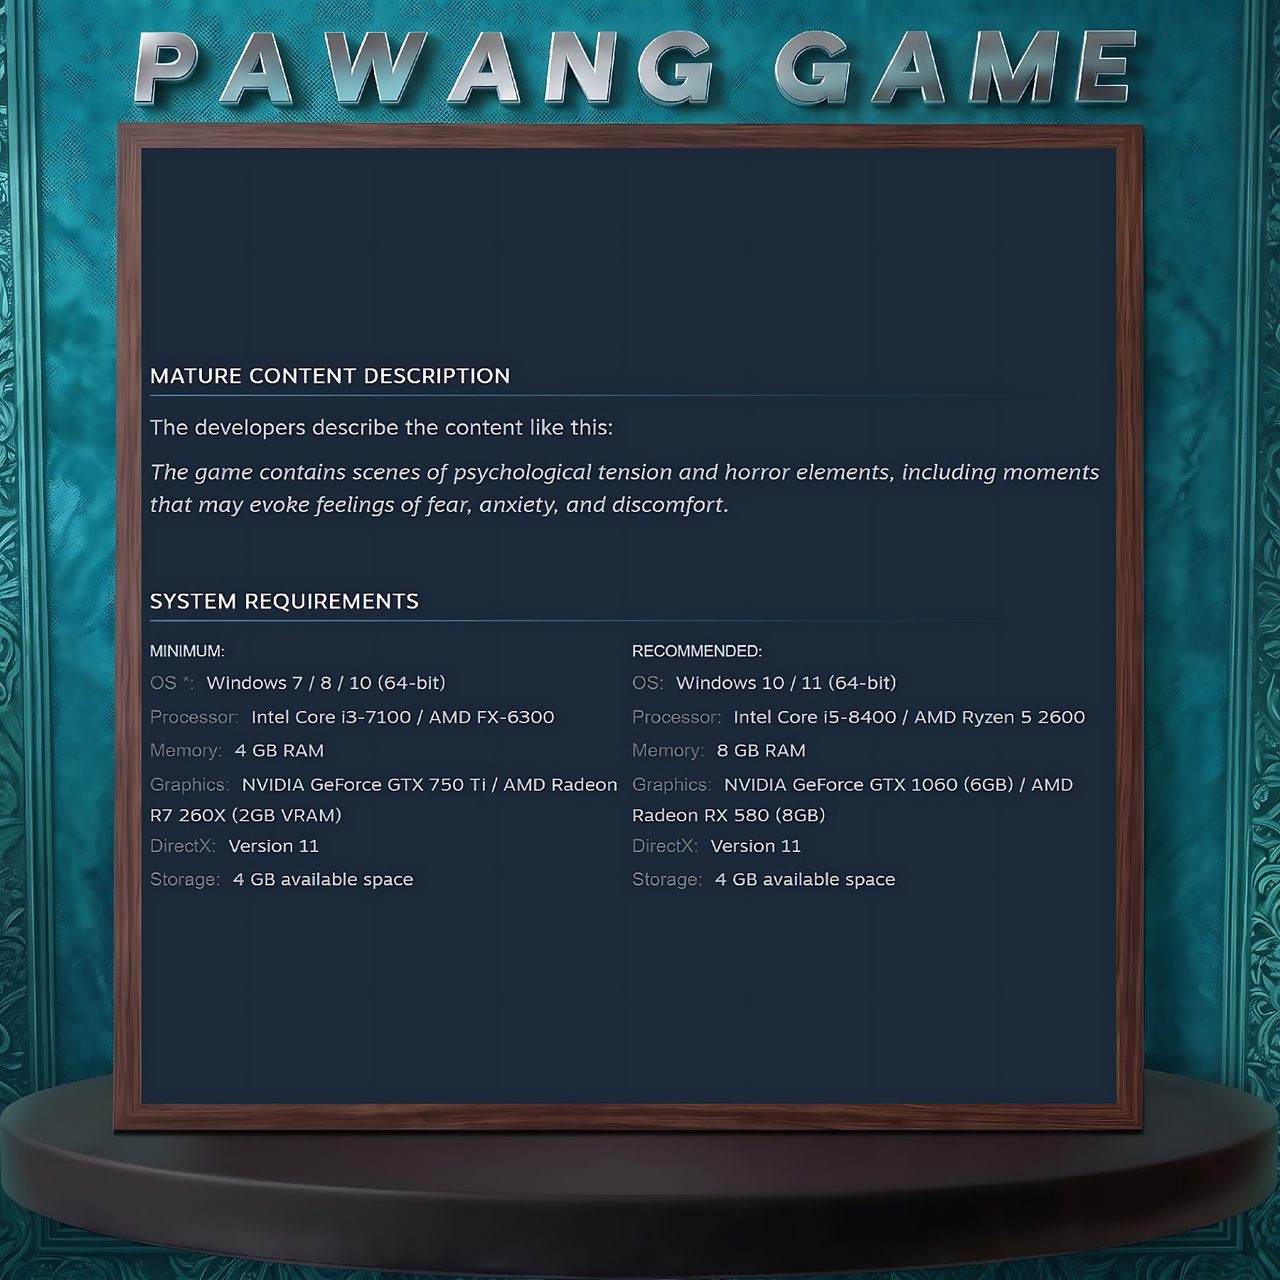 PAWANG GAME
MATURE CONTENT DESCRIPTION
The developers describe the content like this:
The game contains scenes of psychological tension and horror elements, including moments
that may evoke feelings of fear, anxiety, and discomfort.
SYSTEM REQUIREMENTS
MINIMUM:
OS *: Windows 7 / 8 / 10 (64-bit)
Processor: Intel Core i3-7100 / AMD FX-6300
Memory: 4 GB RAM
Graphics: NVIDIA GeForce GTX 750 Ti / AMD Radeon
R7 260X (2GB VRAM)
DirectX: Version 11
Storage: 4 GB available space
RECOMMENDED:
OS: Windows 10 / 11 (64-bit)
Processor: Intel Core i5-8400 / AMD Ryzen 5 2600
Memory: 8 GB RAM
Graphics: NVIDIA GeForce GTX 1060 (6GB) / AMD
Radeon RX 580 (8GB)
DirectX: Version 11
Storage: 4 GB available space